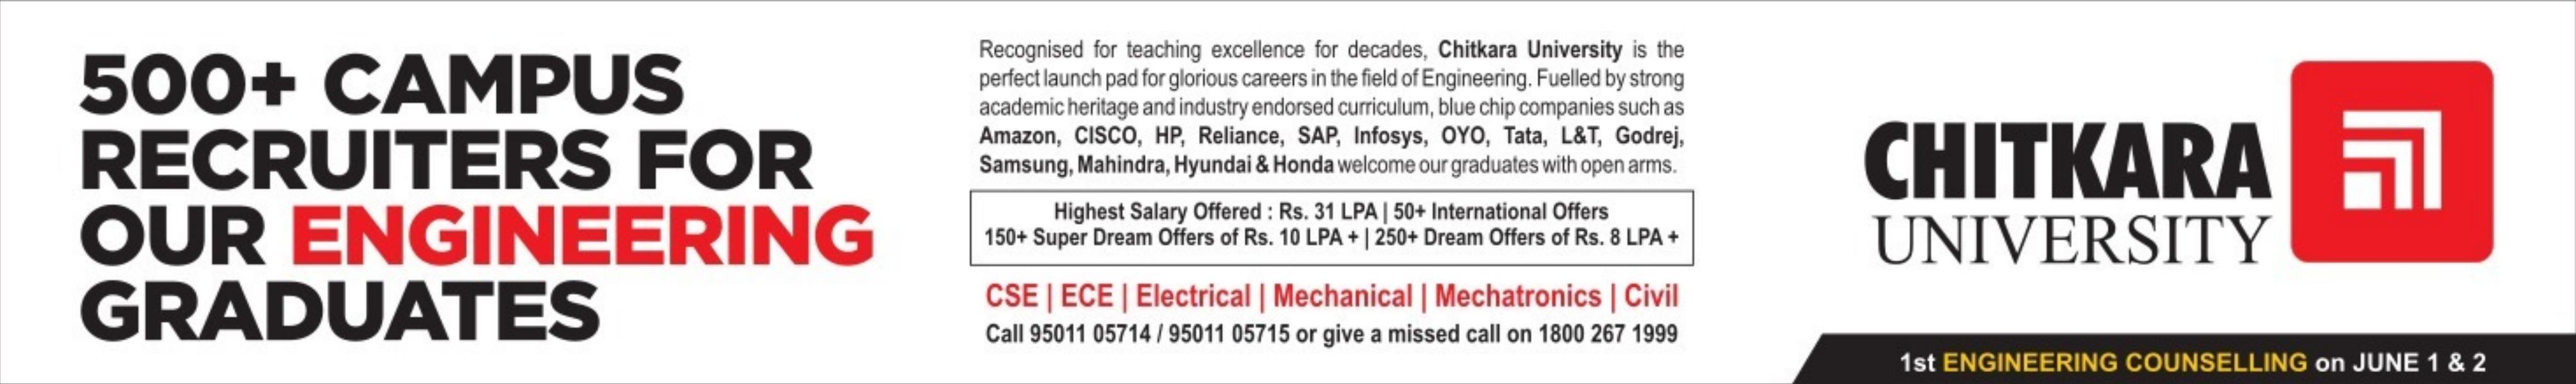 500+ CAMPUS
RECRUITERS FOR
OUR ENGINEERING
GRADUATES
Recognised for teaching excellence for decades, Chitkara University is the
perfect launch pad for glorious careers in the field of Engineering. Fuelled by strong
academic heritage and industry endorsed curriculum, blue chip companies such as
Amazon, CISCO, HP, Reliance, SAP, Infosys, OYO, Tata, L&T, Godrej,
Samsung, Mahindra, Hyundai & Honda welcome our graduates with open arms.
Highest Salary Offered : Rs. 31 LPA | 50+ International Offers
150+ Super Dream Offers of Rs. 10 LPA + | 250+ Dream Offers of Rs. 8 LPA +
CSE | ECE | Electrical | Mechanical | Mechatronics | Civil
Call 95011 05714 / 95011 05715 or give a missed call on 1800 267 1999
CHITKARA
UNIVERSITY
1st ENGINEERING COUNSELLING on JUNE 1 & 2